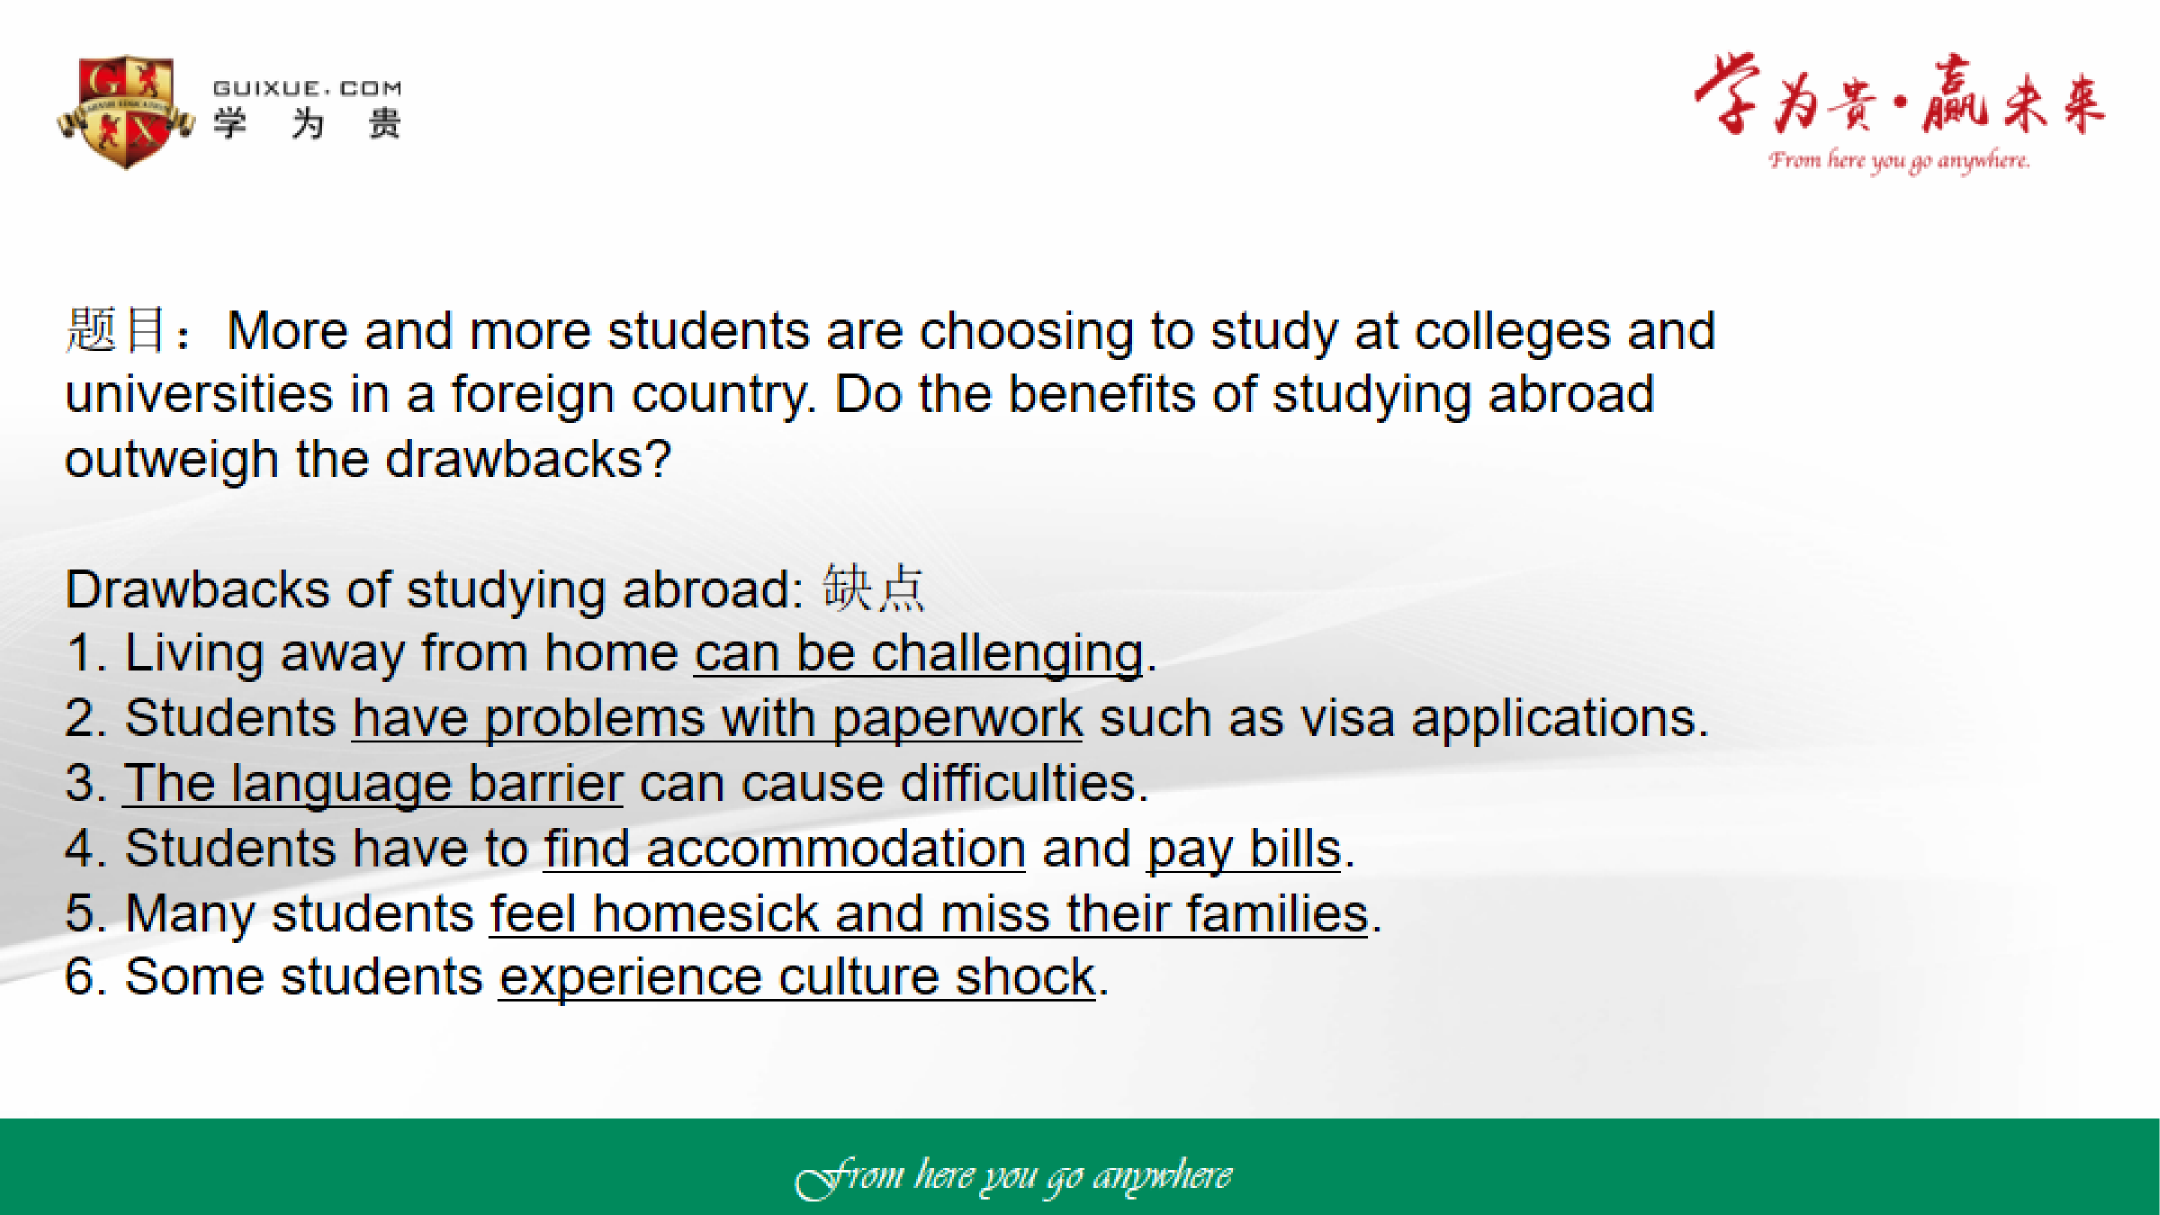 GUIXUE.COM
学为贵
学为贵·赢未来
From here you go anywhere.
题目：More and more students are choosing to study at colleges and
universities in a foreign country. Do the benefits of studying abroad
outweigh the drawbacks?
Drawbacks of studying abroad: 缺点
1. Living away from home can be challenging.
2. Students have problems with paperwork such as visa applications.
3. The language barrier can cause difficulties.
4. Students have to find accommodation and pay bills.
5. Many students feel homesick and miss their families.
6. Some students experience culture shock.
From here you go anywhere